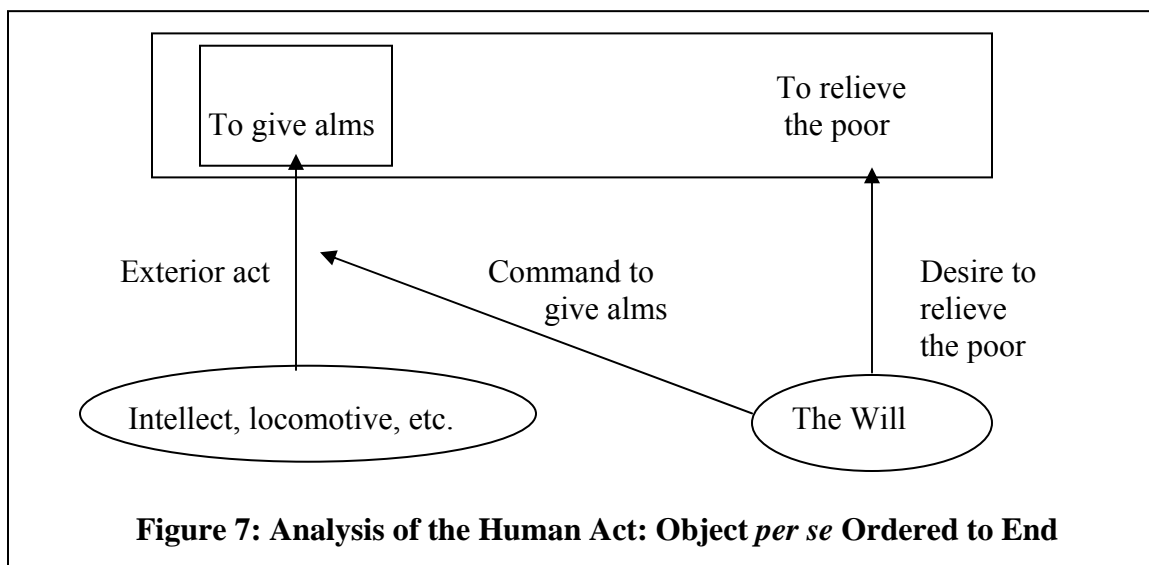 To give alms
To relieve
the poor
Exterior act
Command to
give alms
Desire to
relieve
the poor
Intellect, locomotive, etc.
The Will
Figure 7: Analysis of the Human Act: Object per se Ordered to End